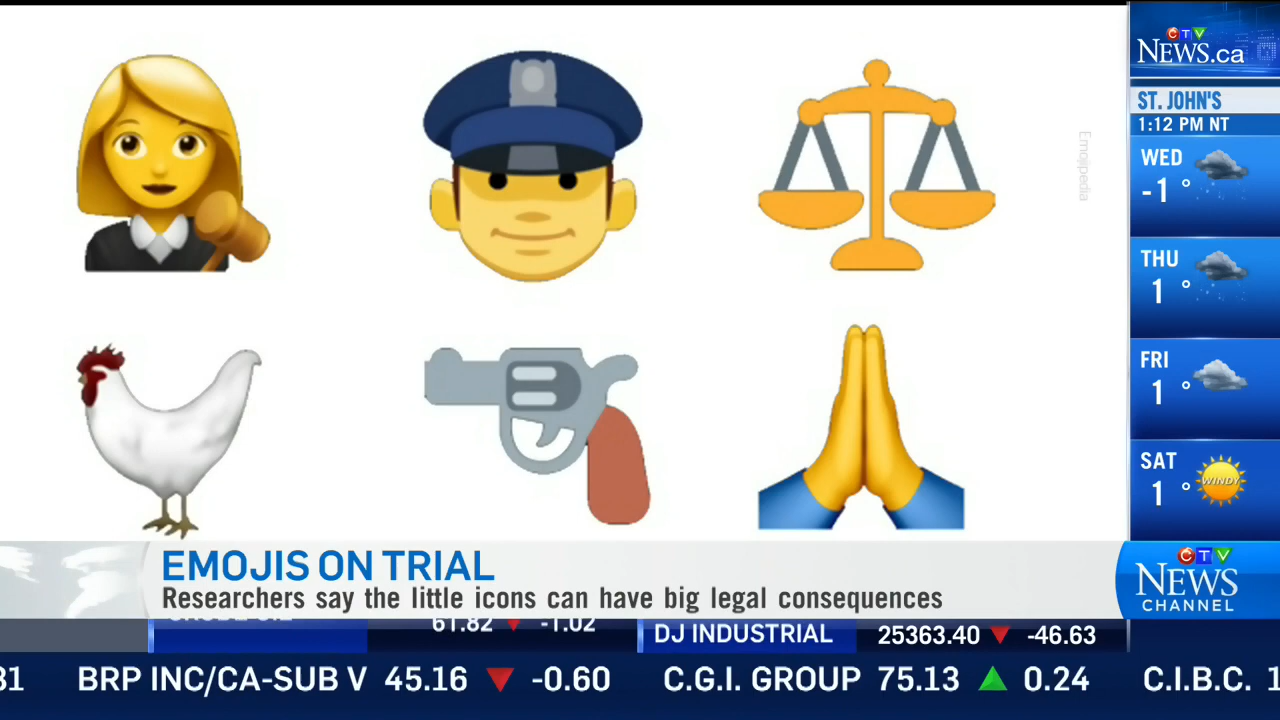 CTV
NEWS.ca
ST. JOHN'S
1:12 PM NT
WED
-1 °
THU
1 °
FRI
1 °
SAT
1 °
WINDY
Emojipedia
EMOJIS ON TRIAL
Researchers say the little icons can have big legal consequences
CTV
NEWS
CHANNEL
61.82 -1.02 DJ INDUSTRIAL 25363.40 -46.63
31 BRP INC/CA-SUB V 45.16 -0.60 C.G.I. GROUP 75.13 0.24 C.I.B.C. 1